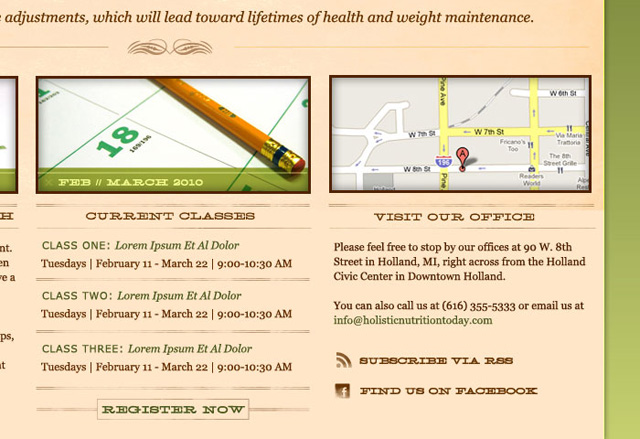 adjustments, which will lead toward lifetimes of health and weight maintenance.
18
169/196
FEB // MARCH 2010
CURRENT CLASSES
CLASS ONE: Lorem Ipsum Et Al Dolor
Tuesdays | February 11 - March 22 | 9:00-10:30 AM
CLASS TWO: Lorem Ipsum Et Al Dolor
Tuesdays | February 11 - March 22 | 9:00-10:30 AM
CLASS THREE: Lorem Ipsum Et Al Dolor
Tuesdays | February 11 - March 22 | 9:00-10:30 AM
REGISTER NOW
Pine Ave
W 6th St
W 7th St
W 7th St
Via Maria
Trattoria
Fricano's
Too
196
A
The 8th
Street Grille
W 8th St
Readers
World
Pine
VISIT OUR OFFICE
Please feel free to stop by our offices at 90 W. 8th
Street in Holland, MI, right across from the Holland
Civic Center in Downtown Holland.
You can also call us at (616) 355-5333 or email us at
info@holisticnutritiontoday.com
SUBSCRIBE VIA RSS
f
FIND US ON FACEBOOK